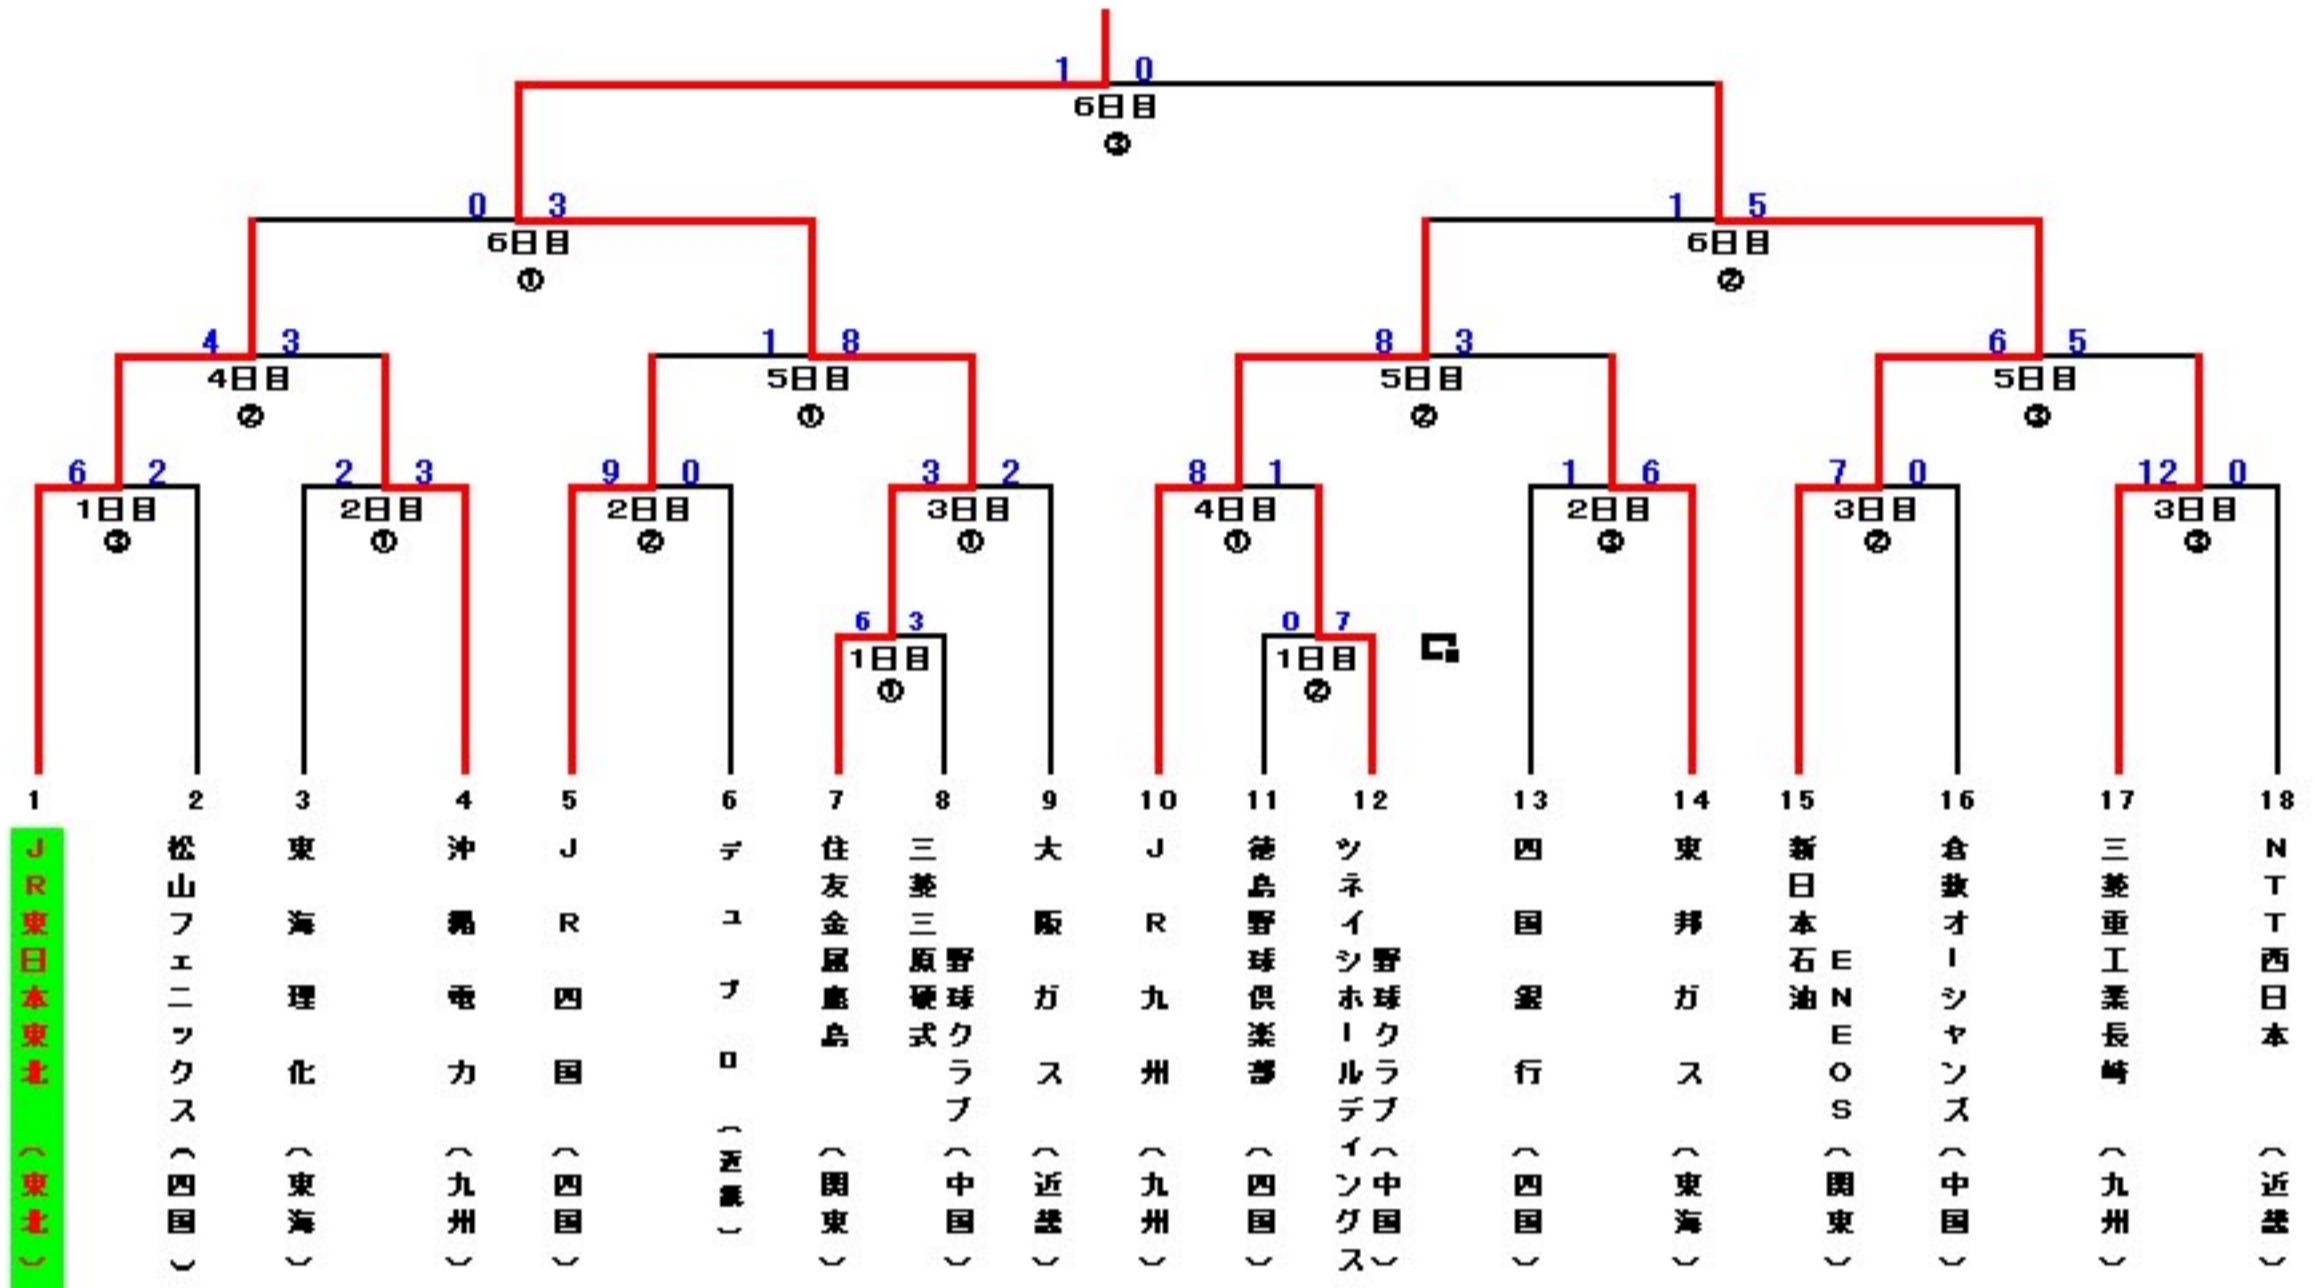 1 0
6日目
③
0 3
1 5
6日目
6日目
①
②
4 3
1 8
8 3
6 5
4日目
5日目
5日目
5日目
②
①
②
③
6 2
2 3
9 0
3 2
8 1
1 6
7 0
12 0
1日目
2日目
2日目
3日目
4日目
2日目
3日目
3日目
③
①
②
①
①
③
②
③
6 3
0 7
1日目
1日目
①
②
1 2 3 4 5 6 7 8 9 10 11 12 13 14 15 16 17 18
JR東日本東北(東北)
松山フェニックス(四国)
東海理化(東海)
沖縄電力(九州)
JR四国(四国)
デュプロ(近畿)
住友金属鹿島(関東)
三菱三原硬式
野球クラブ(中国)
大阪ガス(近畿)
JR九州(九州)
徳島野球倶楽部(四国)
ツネイシホールディングス
野球クラブ(中国)
四国銀行(四国)
東邦ガス(東海)
新日本石油
ENEOS(関東)
倉敷オーシャンズ(中国)
三菱重工業長崎(九州)
NTT西日本(近畿)